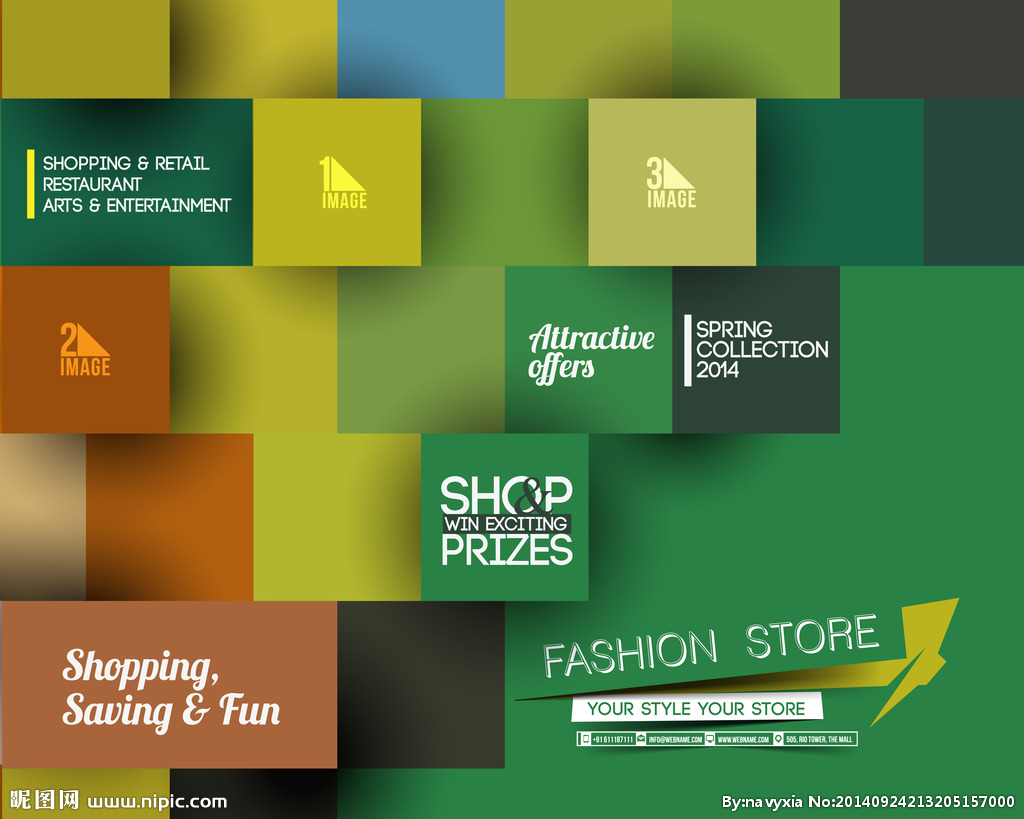 SHOPPING & RETAIL
RESTAURANT
ARTS & ENTERTAINMENT
1
IMAGE
3
IMAGE
2
IMAGE
Attractive
offers
SPRING
COLLECTION
2014
SHOP
&
WIN EXCITING
PRIZES
Shopping,
Saving & Fun
FASHION STORE
YOUR STYLE YOUR STORE
+91 611187111 INFO@WEBNAME.COM WWW.WEBNAME.COM 505, RIO TOWER, THE MALL
昵图网 www.nipic.com
By:navyxia No:20140924213205157000